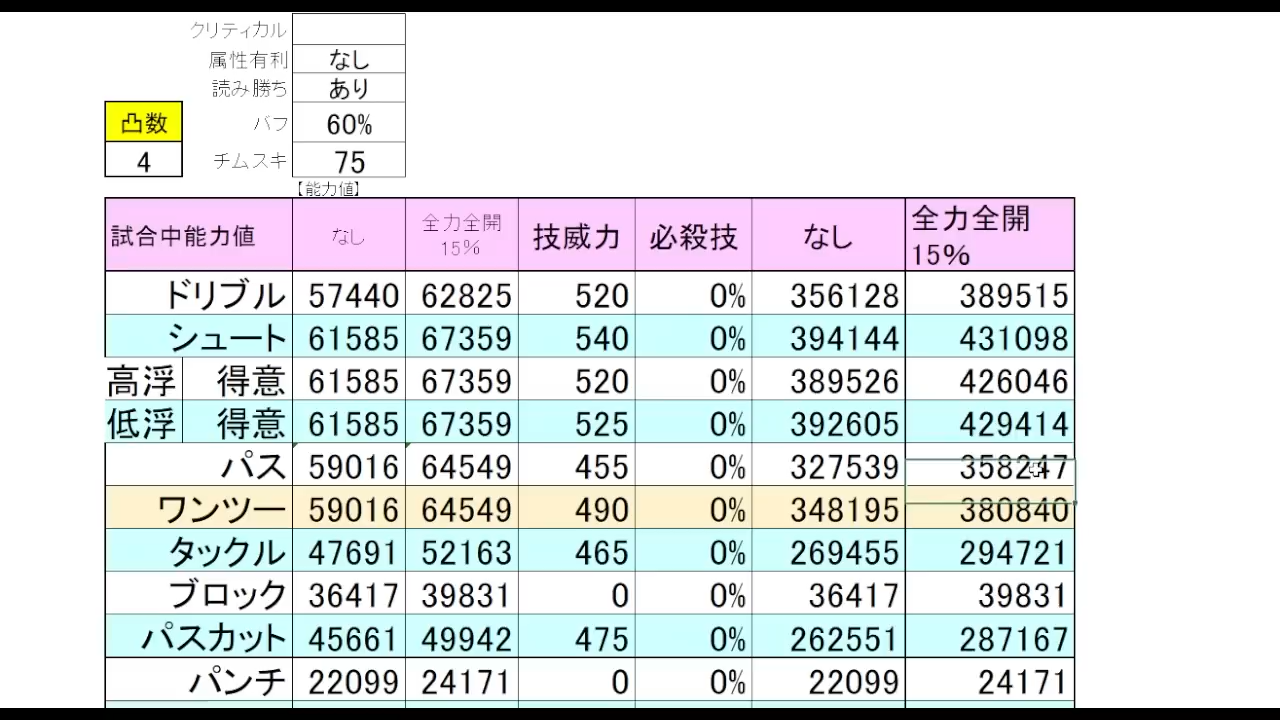 クリティカル
属性有利 なし
読み勝ち あり
凸数 バフ 60%
4 チムスキ 75
【能力値】
試合中能力値 なし 全力全開 15% 技威力 必殺技 なし 全力全開 15%
ドリブル 57440 62825 520 0% 356128 389515
シュート 61585 67359 540 0% 394144 431098
高浮 得意 61585 67359 520 0% 389526 426046
低浮 得意 61585 67359 525 0% 392605 429414
パス 59016 64549 455 0% 327539 358247
ワンツー 59016 64549 490 0% 348195 380840
タックル 47691 52163 465 0% 269455 294721
ブロック 36417 39831 0 0% 36417 39831
パスカット 45661 49942 475 0% 262551 287167
パンチ 22099 24171 0 0% 22099 24171